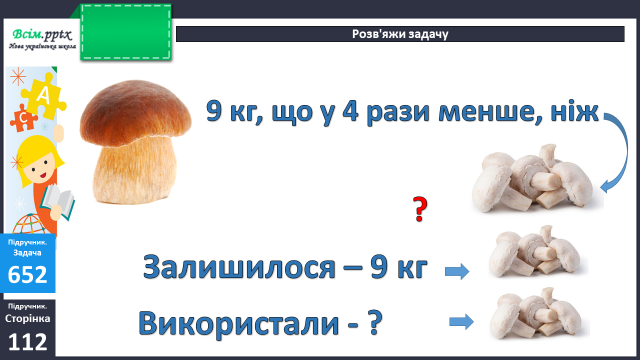 Всім.pptx
Нова українська школа
Розв'яжи задачу
А
С
9 кг, що у 4 рази менше, ніж
?
Залишилося – 9 кг
Використали - ?
Підручник.
Задача
652
Підручник.
Сторінка
112